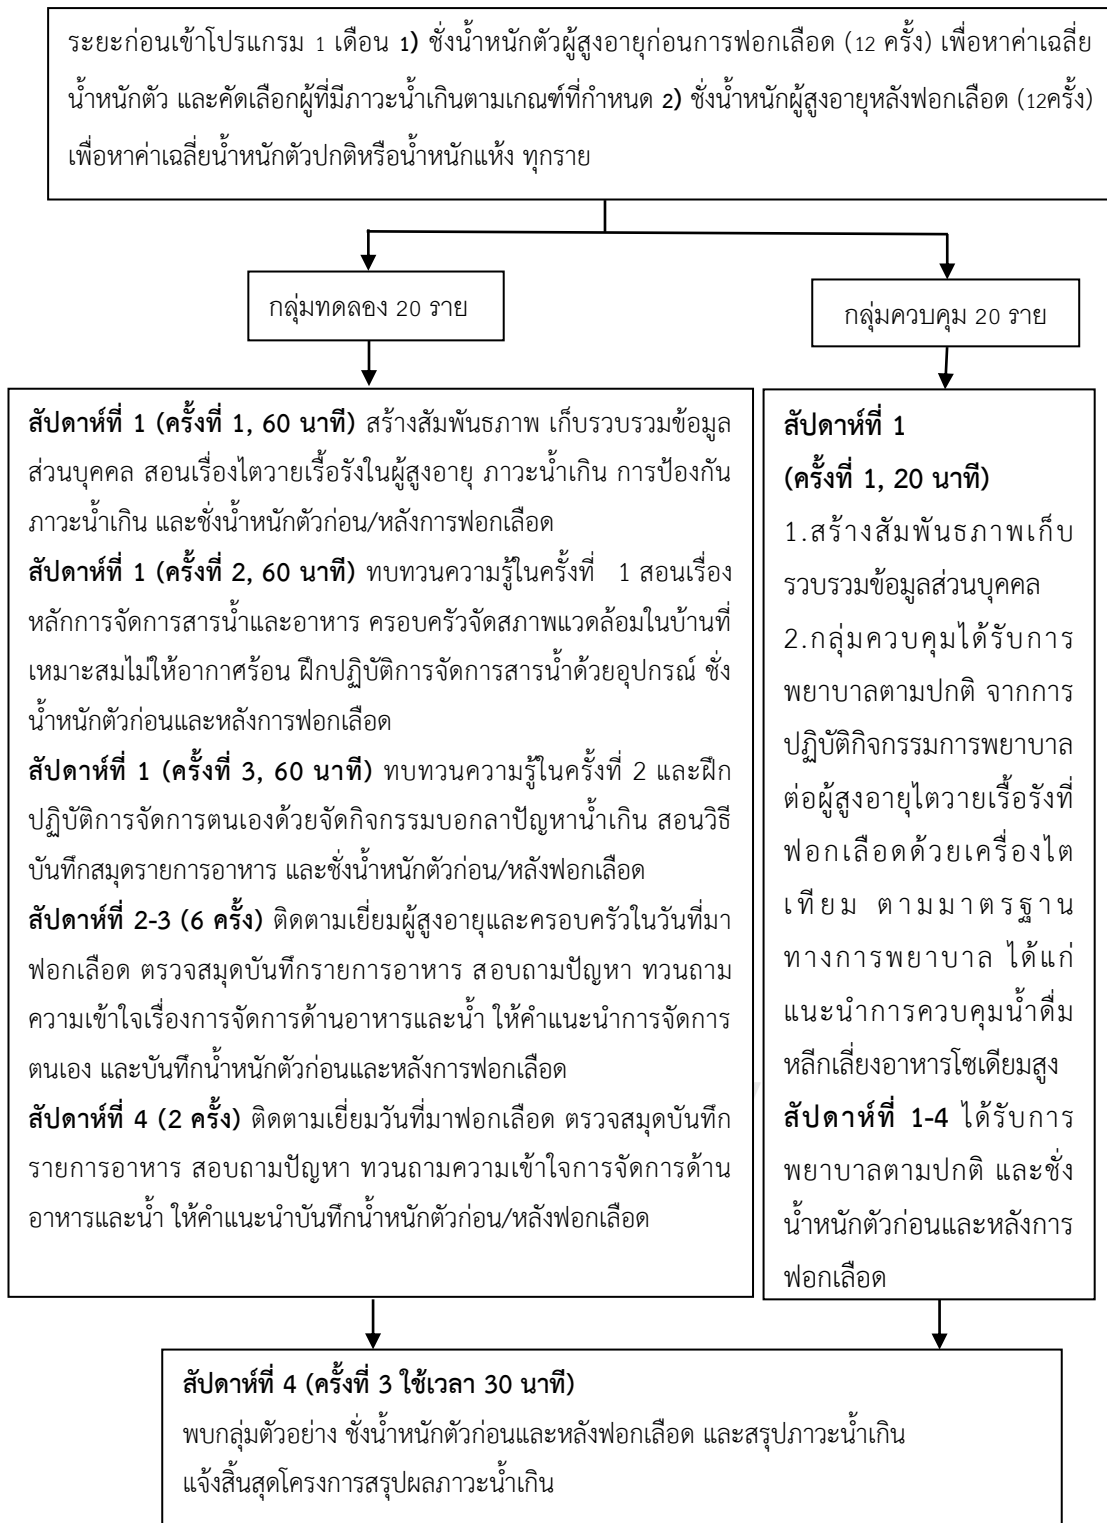 ระยะก่อนเข้าโปรแกรม 1 เดือน 1) ชั่งน้ำหนักตัวผู้สูงอายุก่อนการฟอกเลือด (12 ครั้ง) เพื่อหาค่าเฉลี่ย
น้ำหนักตัว และคัดเลือกผู้ที่มีภาวะน้ำเกินตามเกณฑ์ที่กำหนด 2) ชั่งน้ำหนักผู้สูงอายุหลังฟอกเลือด (12ครั้ง)
เพื่อหาค่าเฉลี่ยน้ำหนักตัวปกติหรือน้ำหนักแห้ง ทุกราย
กลุ่มทดลอง 20 ราย
กลุ่มควบคุม 20 ราย
สัปดาห์ที่ 1 (ครั้งที่ 1, 60 นาที) สร้างสัมพันธภาพ เก็บรวบรวมข้อมูล
ส่วนบุคคล สอนเรื่องไตวายเรื้อรังในผู้สูงอายุ ภาวะน้ำเกิน การป้องกัน
ภาวะน้ำเกิน และชั่งน้ำหนักตัวก่อน/หลังการฟอกเลือด
สัปดาห์ที่ 1 (ครั้งที่ 2, 60 นาที) ทบทวนความรู้ในครั้งที่ 1 สอนเรื่อง
หลักการจัดการสารน้ำและอาหาร ครอบครัวจัดสภาพแวดล้อมในบ้านที่
เหมาะสมไม่ให้อากาศร้อน ฝึกปฏิบัติการจัดการสารน้ำด้วยอุปกรณ์ ชั่ง
น้ำหนักตัวก่อนและหลังการฟอกเลือด
สัปดาห์ที่ 1 (ครั้งที่ 3, 60 นาที) ทบทวนความรู้ในครั้งที่ 2 และฝึก
ปฏิบัติการจัดการตนเองด้วยจัดกิจกรรมบอกลาปัญหาน้ำเกิน สอนวิธี
บันทึกสมุดรายการอาหาร และชั่งน้ำหนักตัวก่อน/หลังฟอกเลือด
สัปดาห์ที่ 2-3 (6 ครั้ง) ติดตามเยี่ยมผู้สูงอายุและครอบครัวในวันที่มา
ฟอกเลือด ตรวจสมุดบันทึกรายการอาหาร สอบถามปัญหา ทวนถาม
ความเข้าใจเรื่องการจัดการด้านอาหารและน้ำ ให้คำแนะนำการจัดการ
ตนเอง และบันทึกน้ำหนักตัวก่อนและหลังการฟอกเลือด
สัปดาห์ที่ 4 (2 ครั้ง) ติดตามเยี่ยมวันที่มาฟอกเลือด ตรวจสมุดบันทึก
รายการอาหาร สอบถามปัญหา ทวนถามความเข้าใจการจัดการด้าน
อาหารและน้ำ ให้คำแนะนำบันทึกน้ำหนักตัวก่อน/หลังฟอกเลือด
สัปดาห์ที่ 1
(ครั้งที่ 1, 20 นาที)
1.สร้างสัมพันธภาพเก็บ
รวบรวมข้อมูลส่วนบุคคล
2.กลุ่มควบคุมได้รับการ
พยาบาลตามปกติ จากการ
ปฏิบัติกิจกรรมการพยาบาล
ต่อผู้สูงอายุไตวายเรื้อรังที่
ฟอกเลือดด้วยเครื่องไต
เทียม ตามมาตรฐาน
ทางการพยาบาล ได้แก่
แนะนำการควบคุมน้ำดื่ม
หลีกเลี่ยงอาหารโซเดียมสูง
สัปดาห์ที่ 1-4 ได้รับการ
พยาบาลตามปกติ และชั่ง
น้ำหนักตัวก่อนและหลังการ
ฟอกเลือด
สัปดาห์ที่ 4 (ครั้งที่ 3 ใช้เวลา 30 นาที)
พบกลุ่มตัวอย่าง ชั่งน้ำหนักตัวก่อนและหลังฟอกเลือด และสรุปภาวะน้ำเกิน
แจ้งสิ้นสุดโครงการสรุปผลภาวะน้ำเกิน